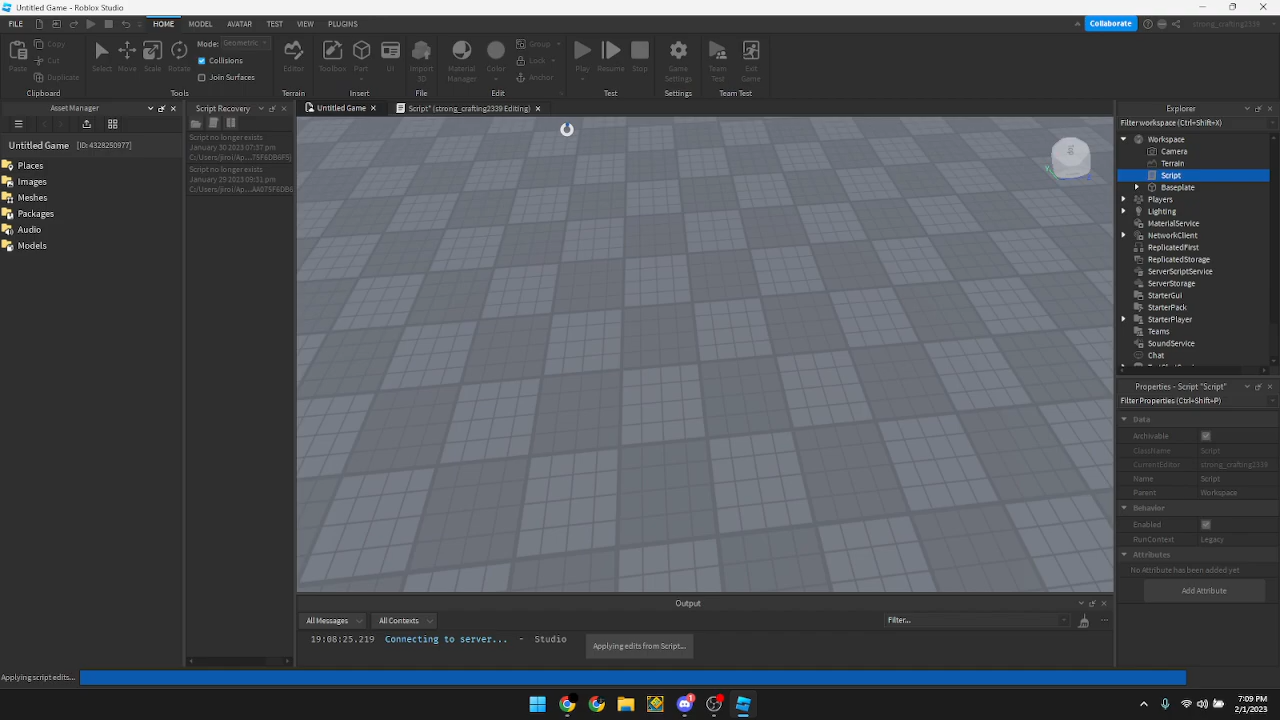 Untitled Game - Roblox Studio
FILE HOME MODEL AVATAR TEST VIEW PLUGINS
Collaborate strong_crafting2339
Paste Copy Cut Duplicate
Clipboard
Select Move Scale Rotate
Mode: Geometric
Collisions
Join Surfaces
Tools
Editor
Terrain
Toolbox Part UI
Insert
Import 3D
File
Material Manager Color
Group
Lock
Anchor
Edit
Play Resume Stop
Test
Game Settings
Settings
Team Test Exit Game
Team Test
Asset Manager
Untitled Game [ID:4328250977]
Places
Images
Meshes
Packages
Audio
Models
Script Recovery
Script no longer exists
January 30 2023 07:37 pm
Script no longer exists
January 29 2023 09:31 pm
Untitled Game
Script* (strong_crafting2339 Editing)
Output
All Messages All Contexts Filter...
19:08:25.219 Connecting to server... - Studio
Applying edits from Script...
Explorer
Filter workspace (Ctrl+Shift+X)
Workspace
Camera
Terrain
Script
Baseplate
Players
Lighting
MaterialService
NetworkClient
ReplicatedFirst
ReplicatedStorage
ServerScriptService
ServerStorage
StarterGui
StarterPack
StarterPlayer
Teams
SoundService
Chat
Properties - Script "Script"
Filter Properties (Ctrl+Shift+P)
Data
Archivable
ClassName Script
CurrentEditor strong_crafting2339
Name Script
Parent Workspace
Behavior
Enabled
RunContext Legacy
Attributes
No Attribute has been added yet
Add Attribute
Applying script edits...
7:09 PM
2/1/2023